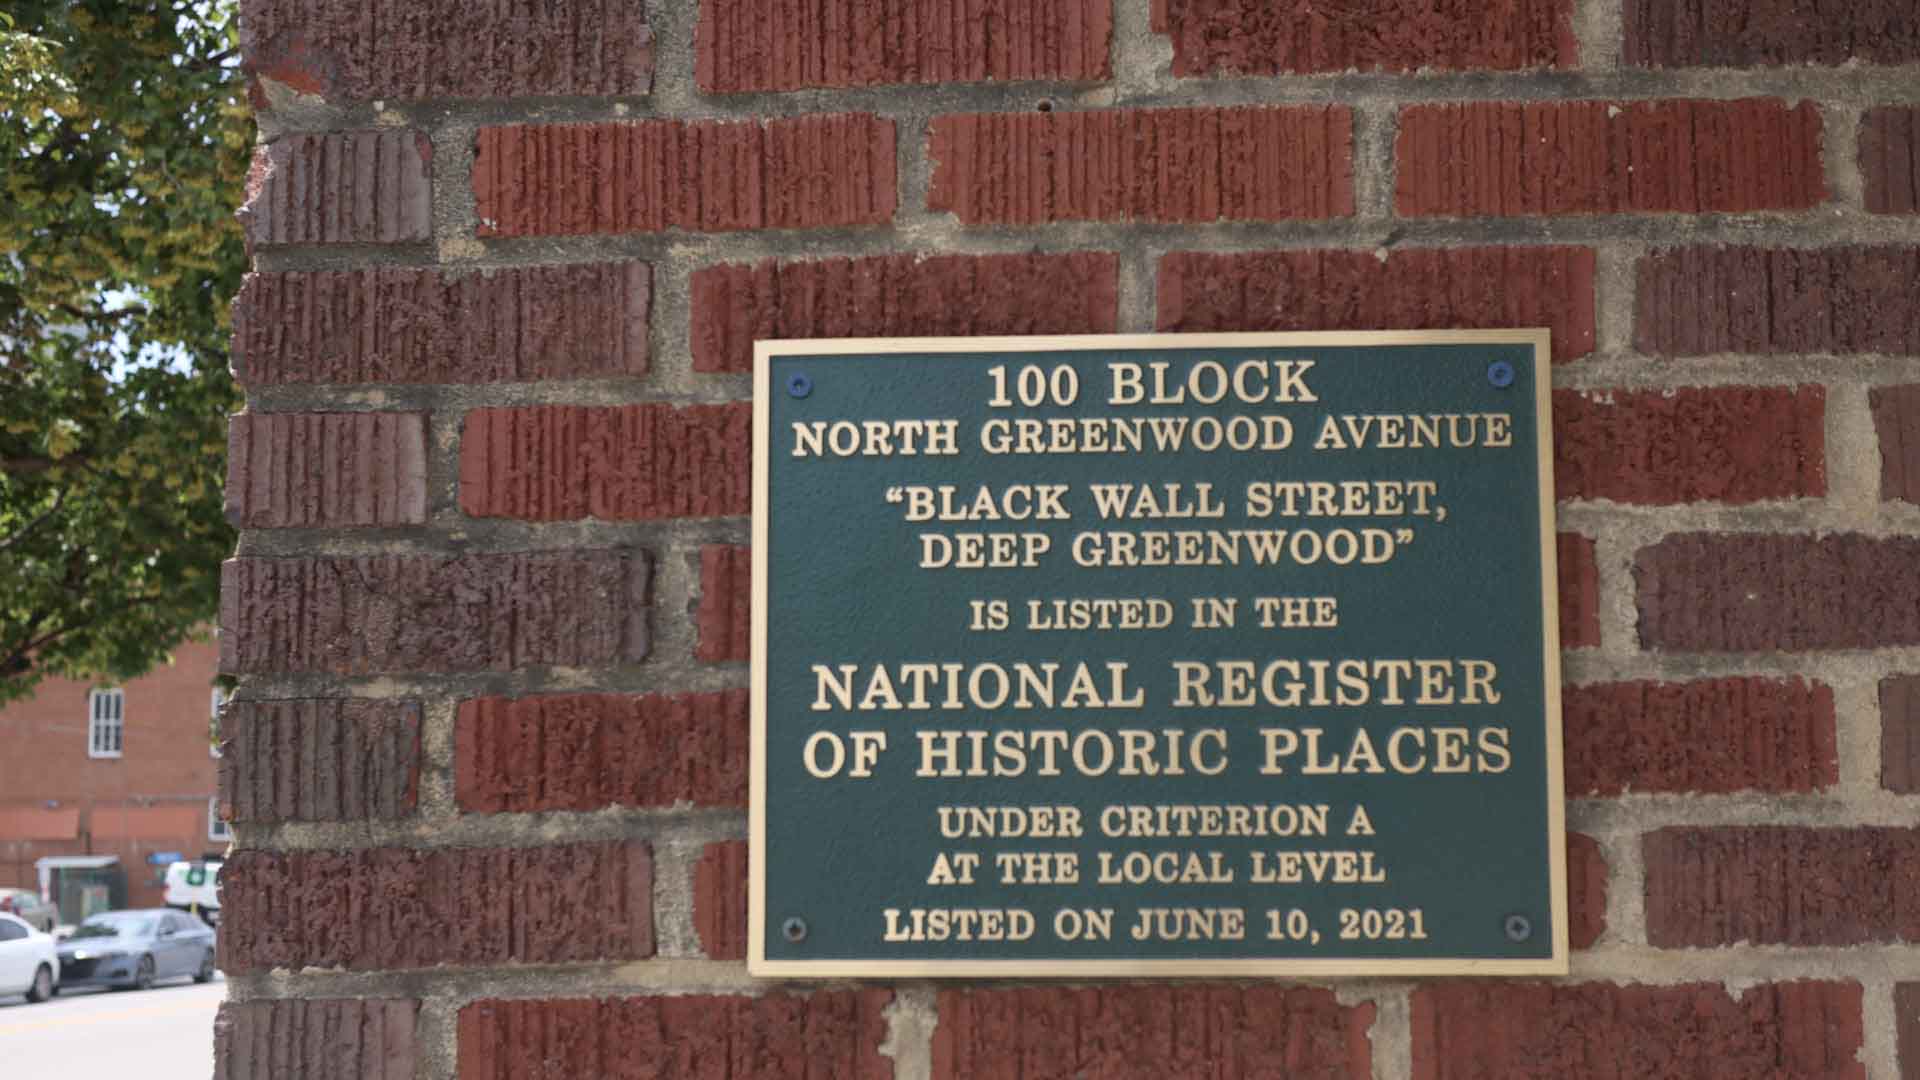 100 BLOCK
NORTH GREENWOOD AVENUE
“BLACK WALL STREET,
DEEP GREENWOOD”
IS LISTED IN THE
NATIONAL REGISTER
OF HISTORIC PLACES
UNDER CRITERION A
AT THE LOCAL LEVEL
LISTED ON JUNE 10, 2021